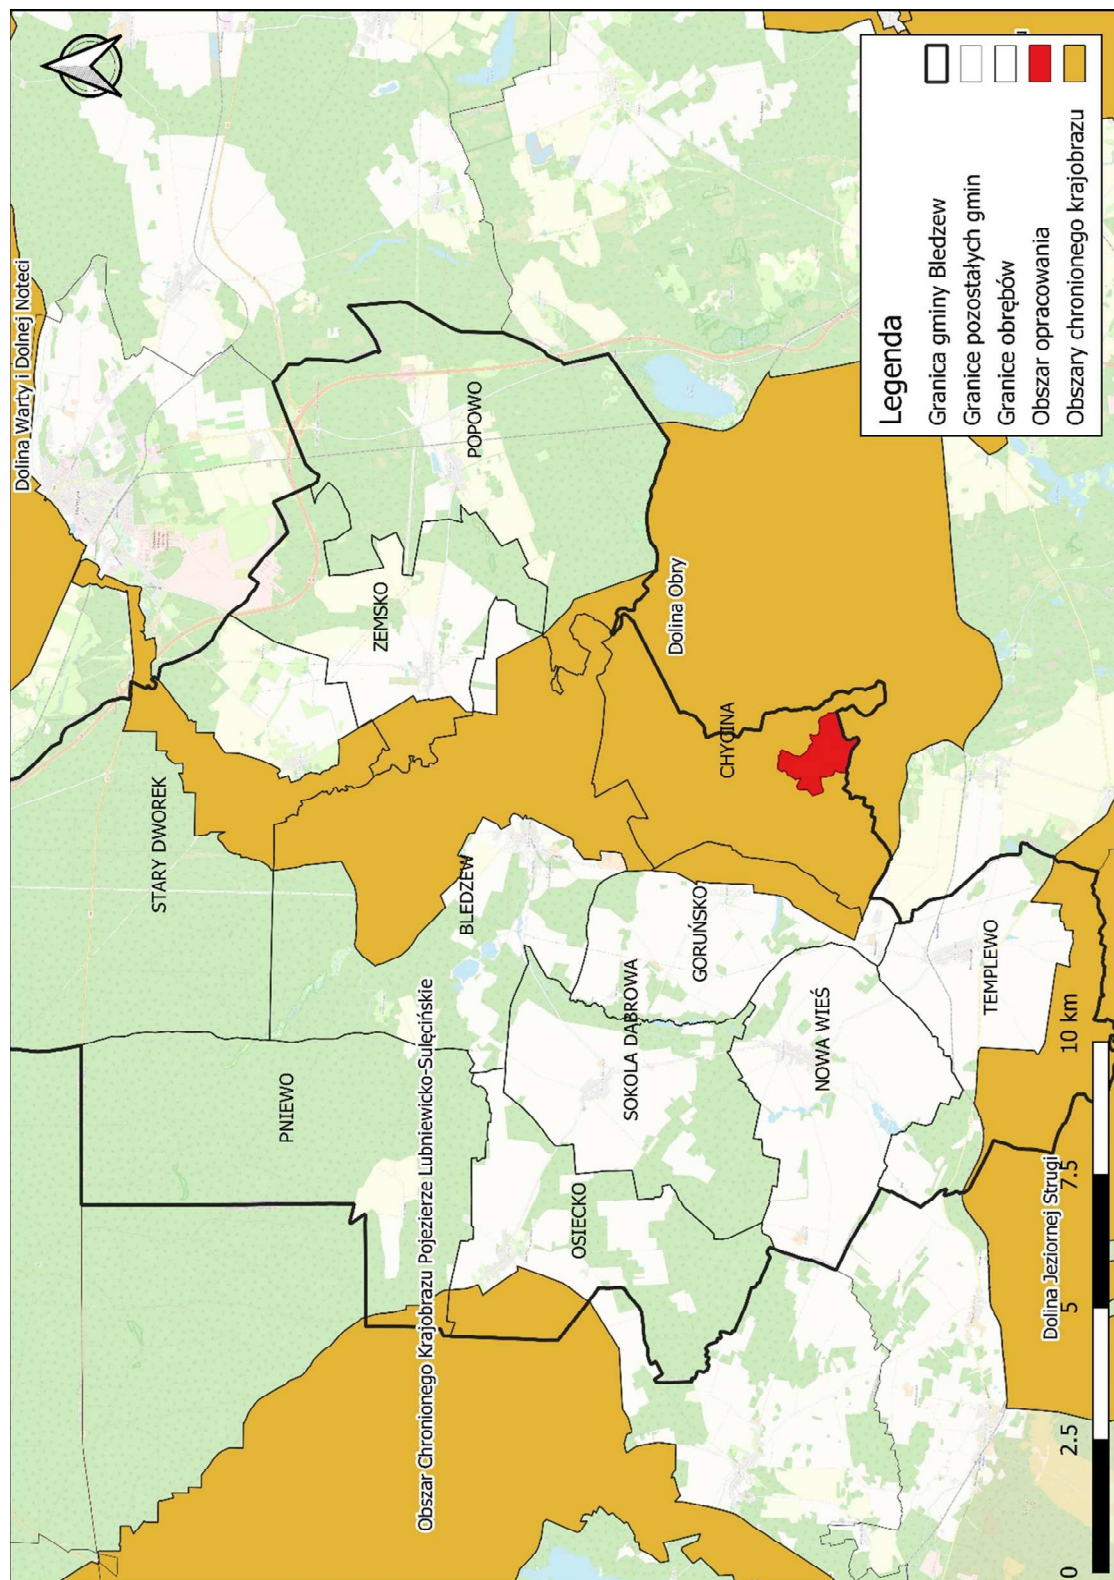 Dolina Warty i Dolnej Noteci
STARY DWOREK
PNIEWO
ZEMSKO
Obszar Chronionego Krajobrazu Pojezierze Lubniewicko-Sulęcińskie
BLEDZEW
POPOWO
OSIECKO
SOKOLA DĄBROWA
Dolina Obry
GORUŃSKO
CHYCINA
NOWA WIEŚ
TEMPLEWO
Dolina Jeziornej Strugi
0 2.5 5 7.5 10 km
Legenda
Granica gminy Bledzew
Granice pozostałych gmin
Granice obrębów
Obszar opracowania
Obszary chronionego krajobrazu